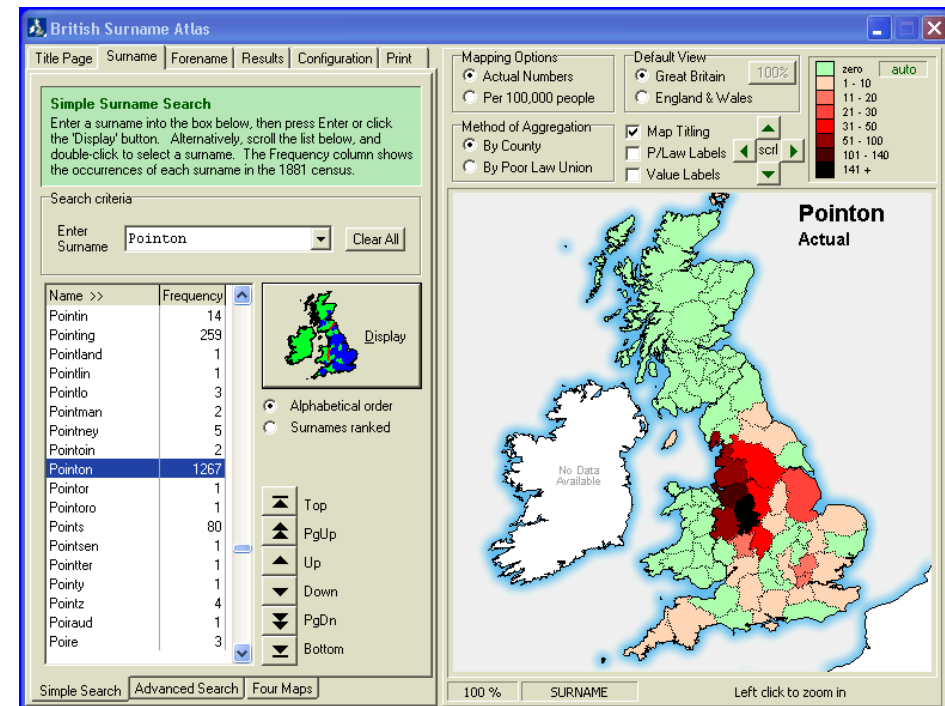 British Surname Atlas
Title Page Surname Forename Results Configuration Print
Simple Surname Search
Enter a surname into the box below, then press Enter or click
the 'Display' button. Alternatively, scroll the list below, and
double-click to select a surname. The Frequency column shows
the occurrences of each surname in the 1881 census.
Search criteria
Enter
Surname
Pointon
Clear All
Name >> Frequency
Pointin 14
Pointing 259
Pointland 1
Pointlin 1
Pointlo 3
Pointman 2
Pointney 5
Pointoin 2
Pointon 1267
Pointor 1
Pointoro 1
Points 80
Pointsen 1
Pointter 1
Pointy 1
Pointz 4
Poiraud 1
Poire 3
Display
Alphabetical order
Surnames ranked
Top
PgUp
Up
Down
PgDn
Bottom
Simple Search Advanced Search Four Maps
Mapping Options
Actual Numbers
Per 100,000 people
Default View
Great Britain
100%
England & Wales
Method of Aggregation
By County
By Poor Law Union
Map Titling
P/Law Labels
Value Labels
scrl
zero auto
1 - 10
11 - 20
21 - 30
31 - 50
51 - 100
101 - 140
141 +
Pointon
Actual
No Data
Available
100 % SURNAME Left click to zoom in